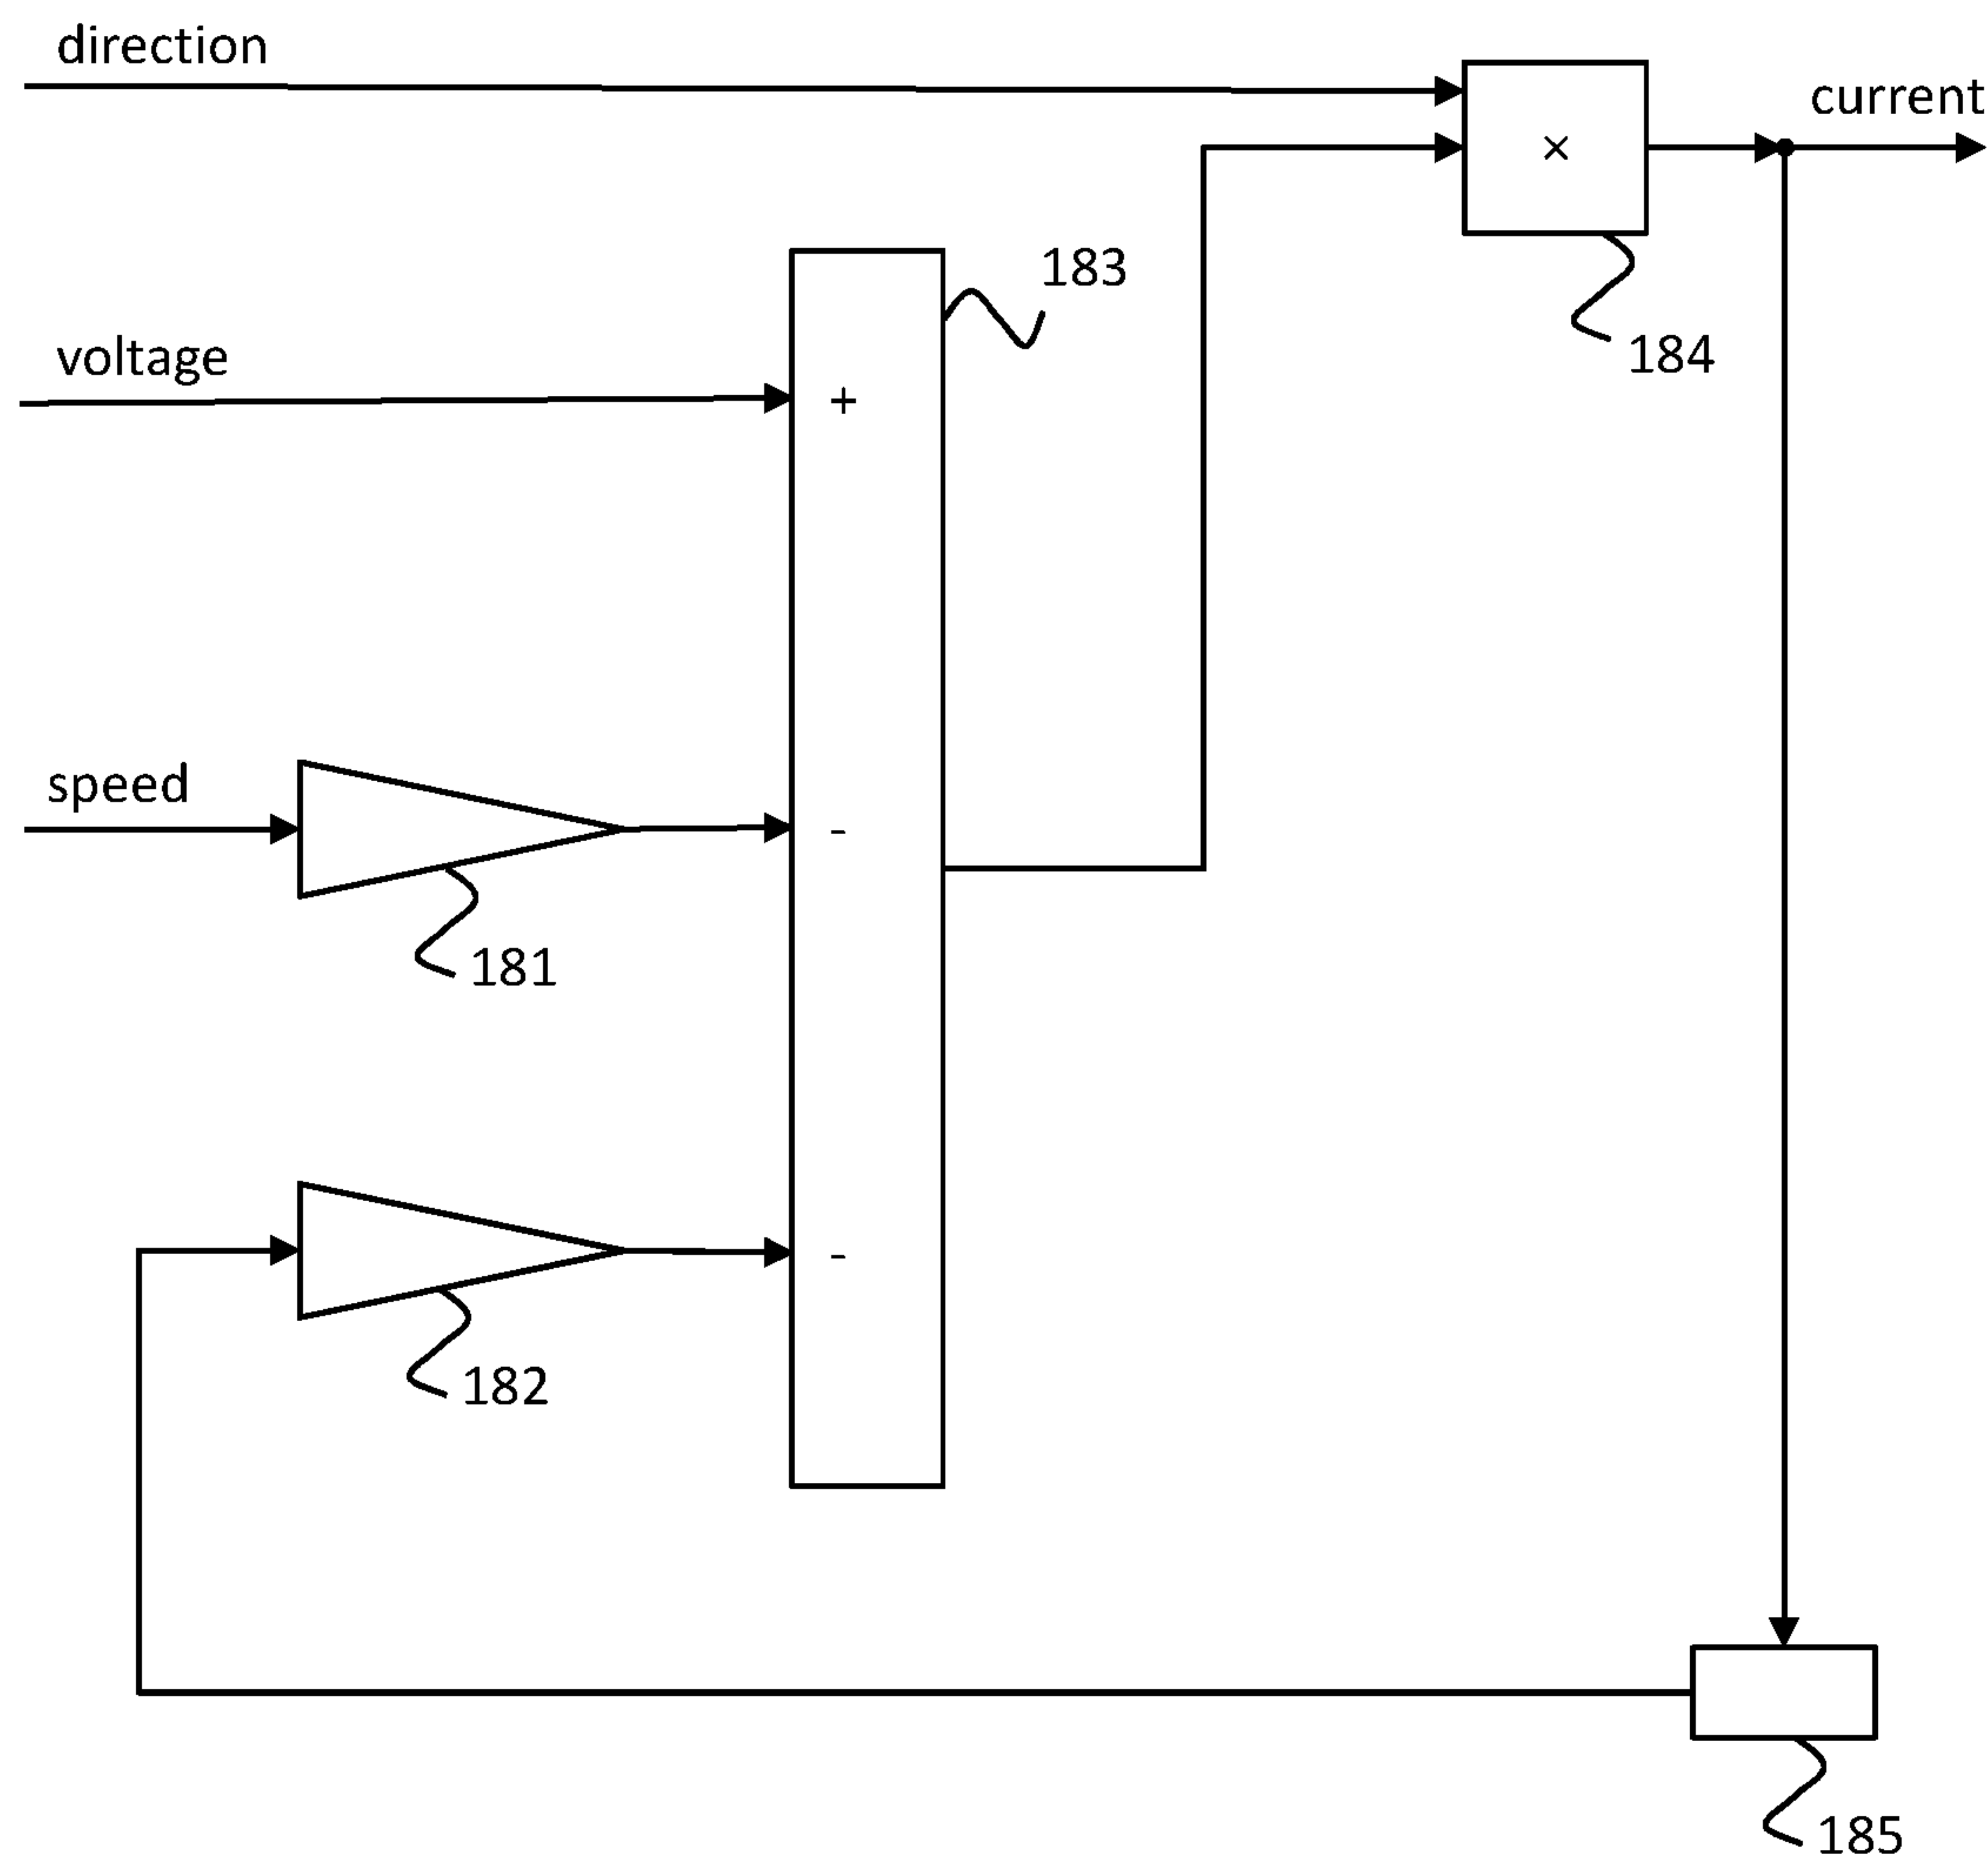 direction
current
×
183
184
voltage
+
speed
-
181
-
182
185